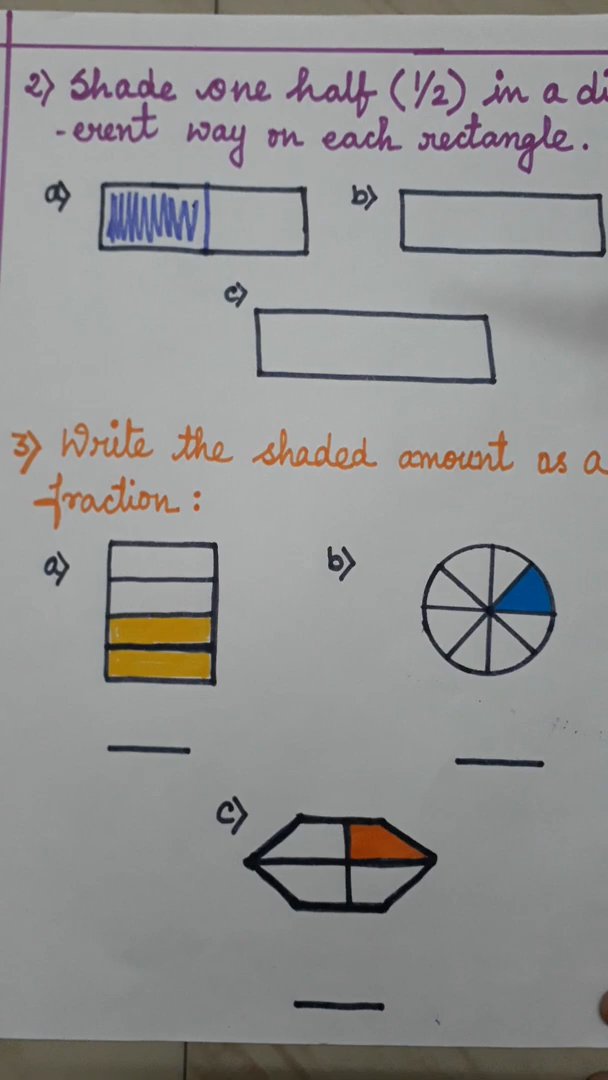 2) Shade one half (1/2) in a di
-erent way on each rectangle.
a) b)
c)
3) Write the shaded amount as a
fraction :
a) b)
c)